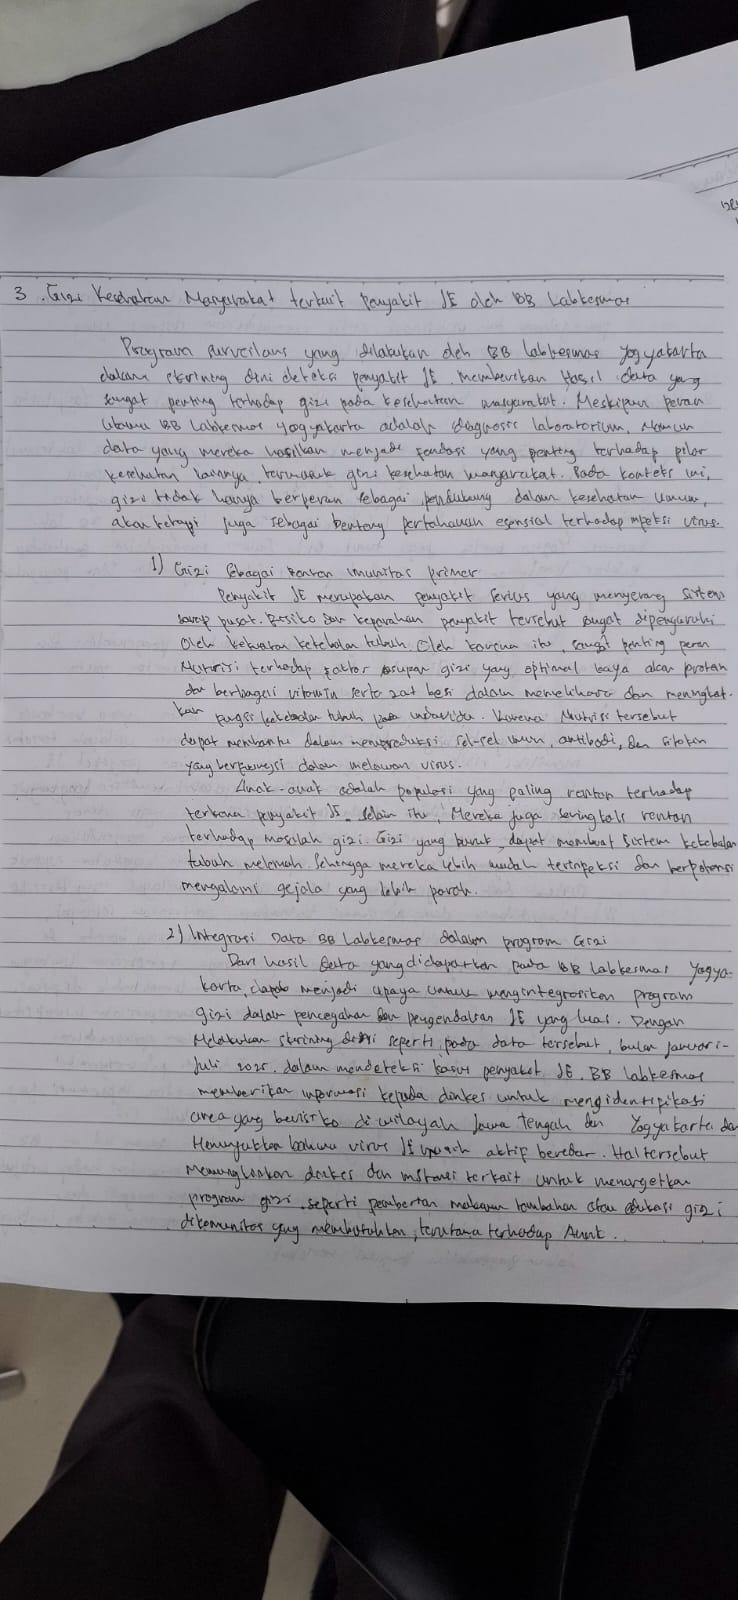 3. Gizi Kesehatan Masyarakat terkait penyakit JE oleh BB Labkesmas
Program surveilans yang dilakukan oleh BB labkesmas Yogyakarta
dalam skrining dini deteksi penyakit JE, memberikan Hasil data yang
sangat penting terhadap gizi pada kesehatan masyarakat. Meskipun peran
utama BB Labkesmas yogyakarta adalah diagnosis laboratorium, Namun
data yang mereka hasilkan menjadi fondasi yang penting terhadap pilar
kesehatan lainnya, termasuk gizi kesehatan masyarakat. Pada konteks ini,
gizi tidak hanya berperan sebagai pendukung dalam kesehatan Umum,
akan tetapi juga sebagai benteng pertahanan esensial terhadap infeksi virus.
1) Gizi sebagai imunitas primer
Penyakit JE merupakan penyakit serius yang menyerang sistem
sarap pusat. Resiko dan keparahan penyakit tersebut sangat dipengaruhi
oleh kekuatan kekebalan tubuh. Oleh karena itu, sangat penting peran
Nutrisi terhadap faktor asupan gizi yang optimal kaya akan protein
dan berbagai vitamin serta zat besi dalam memelihara dan meningkat-
kan fungsi kekebalan tubuh pada individu. Karena Nutrisi tersebut
dapat membantu dalam memproduksi sel-sel imun, antibodi, dan sitokin
yang berfungsi dalam melawan virus.
Anak-anak adalah populasi yang paling rentan terhadap
terkena penyakit JE. selain itu, Mereka juga seringkali rentan
terhadap masalah gizi. Gizi yang buruk, dapat membuat sistem kekebalan
tubuh melemah, sehingga mereka lebih mudah terinfeksi dan berpotensi
mengalami gejala yang lebih parah.
2) Integrasi Data BB Labkesmas dalam program Gizi
Dari hasil data yang didapatkan pada BB labkesmas Yogya-
karta, dapat menjadi upaya untuk mengintegrasikan program
gizi dalam pencegahan dan pengendalian JE yang luas. Dengan
Melakukan skrining dini seperti pada data tersebut, bulan Januari-
Juli 2025, dalam mendeteksi kasus penyakit JE. BB labkesmas
memberikan informasi kepada dinkes untuk mengidentifikasi
area yang berisiko di wilayah Jawa Tengah dan Yogyakarta dan
Menunjukkan bahwa virus JE masih aktif beredar. Hal tersebut
Memungkinkan dinkes dan instansi terkait untuk menargetkan
program gizi, seperti pemberian makanan tambahan atau edukasi gizi
dikomunitas yang membutuhkan, terutama terhadap Anak.